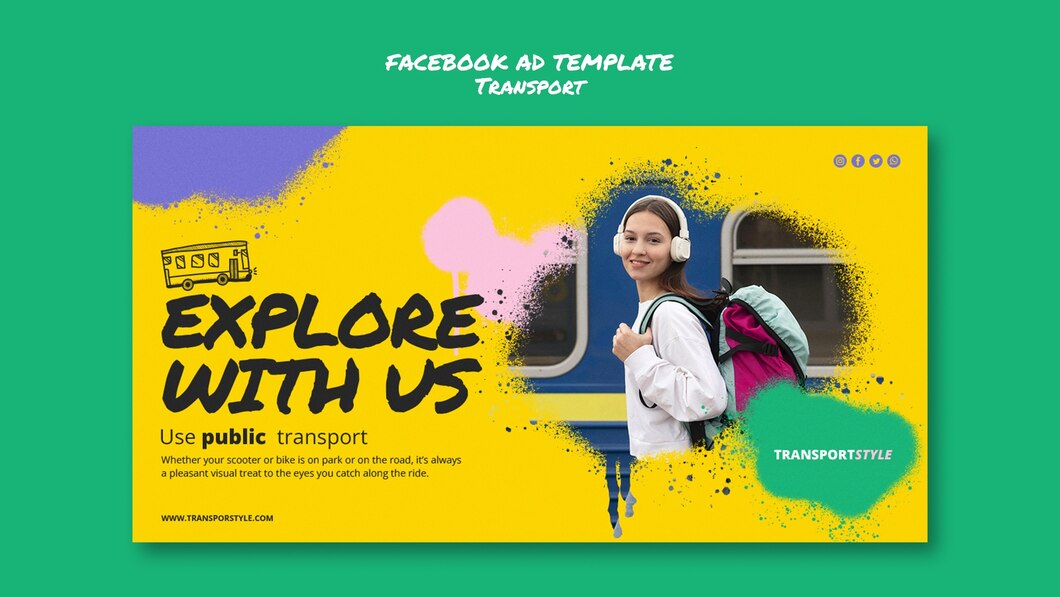 FACEBOOK AD TEMPLATE
TRANSPORT
EXPLORE
WITH US
Use public transport
Whether your scooter or bike is on park or on the road, it's always
a pleasant visual treat to the eyes you catch along the ride.
WWW.TRANSPORSTYLE.COM
TRANSPORTSTYLE